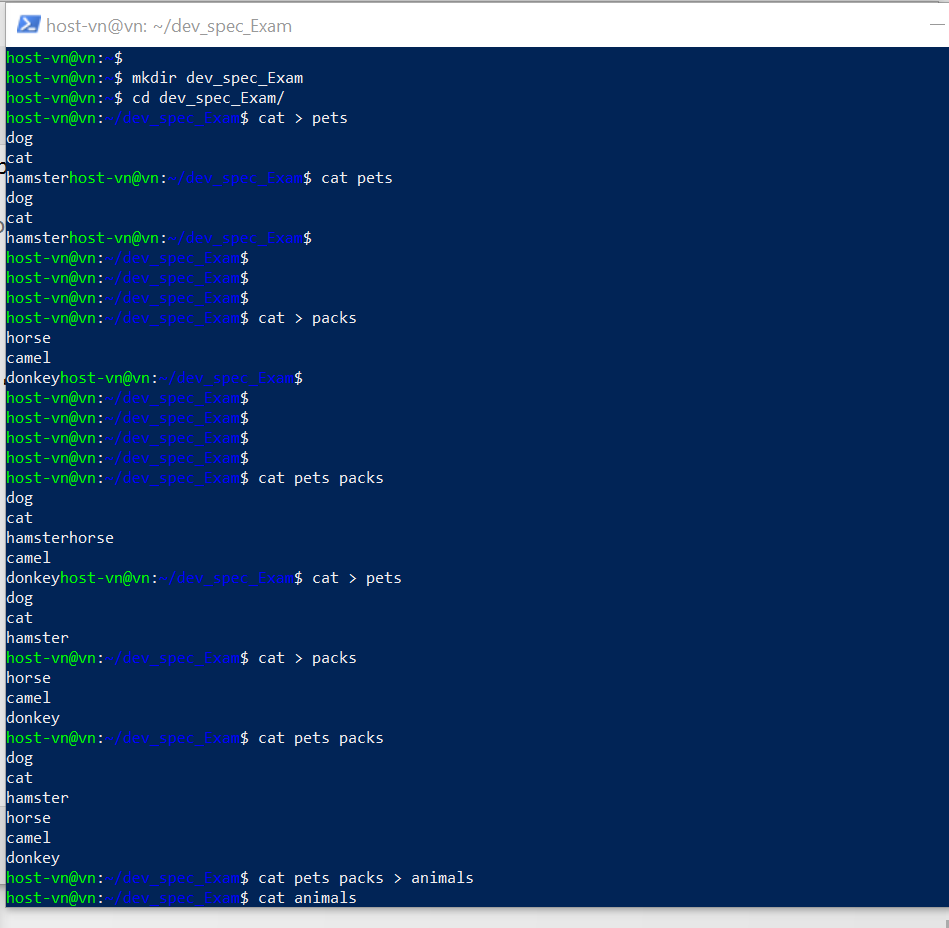 host-vn@vn: ~/dev_spec_Exam
host-vn@vn: $
host-vn@vn: $ mkdir dev_spec_Exam
host-vn@vn: $ cd dev_spec_Exam/
host-vn@vn:~/dev_spec_Exam$ cat > pets
dog
cat
hamsterhost-vn@vn:~/dev_spec_Exam$ cat pets
dog
cat
hamsterhost-vn@vn:~/dev_spec_Exam$
host-vn@vn:~/dev_spec_Exam$
host-vn@vn:~/dev_spec_Exam$
host-vn@vn:~/dev_spec_Exam$
host-vn@vn:~/dev_spec_Exam$ cat > packs
horse
camel
donkeyhost-vn@vn:~/dev_spec_Exam$
host-vn@vn:~/dev_spec_Exam$
host-vn@vn:~/dev_spec_Exam$
host-vn@vn:~/dev_spec_Exam$
host-vn@vn:~/dev_spec_Exam$
host-vn@vn:~/dev_spec_Exam$ cat pets packs
dog
cat
hamsterhorse
camel
donkeyhost-vn@vn:~/dev_spec_Exam$ cat > pets
dog
cat
hamster
host-vn@vn:~/dev_spec_Exam$ cat > packs
horse
camel
donkey
host-vn@vn:~/dev_spec_Exam$ cat pets packs
dog
cat
hamster
horse
camel
donkey
host-vn@vn:~/dev_spec_Exam$ cat pets packs > animals
host-vn@vn:~/dev_spec_Exam$ cat animals